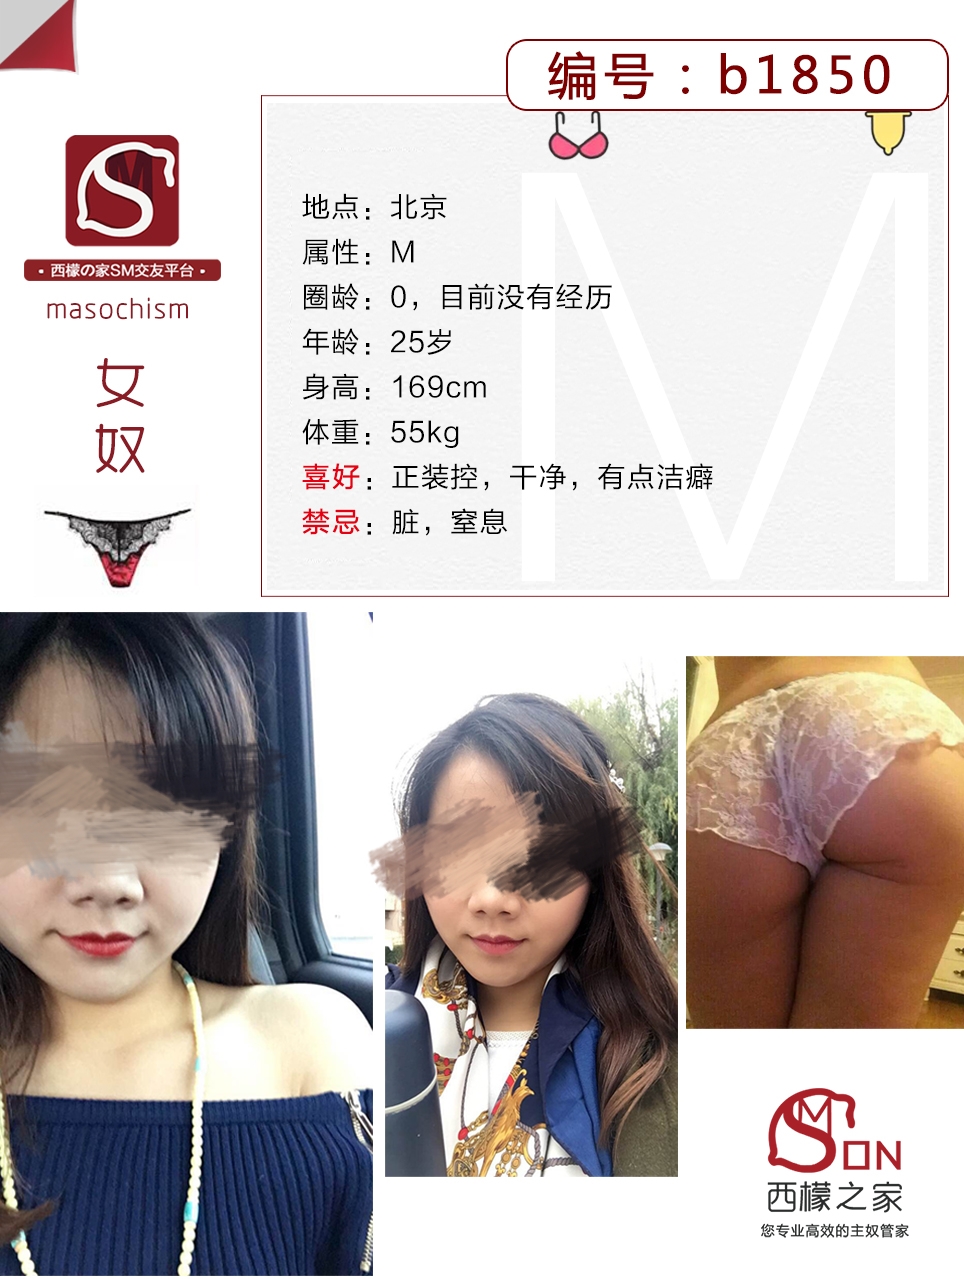 编号：b1850
SM
·西檬の家SM交友平台·
masochism
女
奴
地点：北京
属性：M
圈龄：0，目前没有经历
年龄：25岁
身高：169cm
体重：55kg
喜好：正装控，干净，有点洁癖
禁忌：脏，窒息
M
SMON
西檬之家
您专业高效的主奴管家